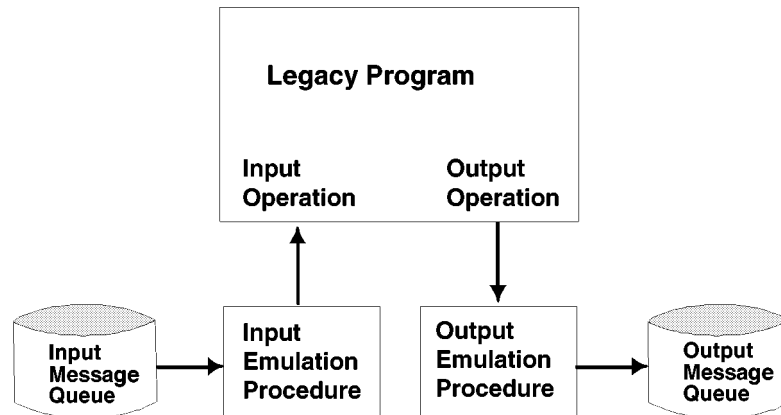 Legacy Program
Input
Operation
Output
Operation
Input
Message
Queue
Input
Emulation
Procedure
Output
Emulation
Procedure
Output
Message
Queue